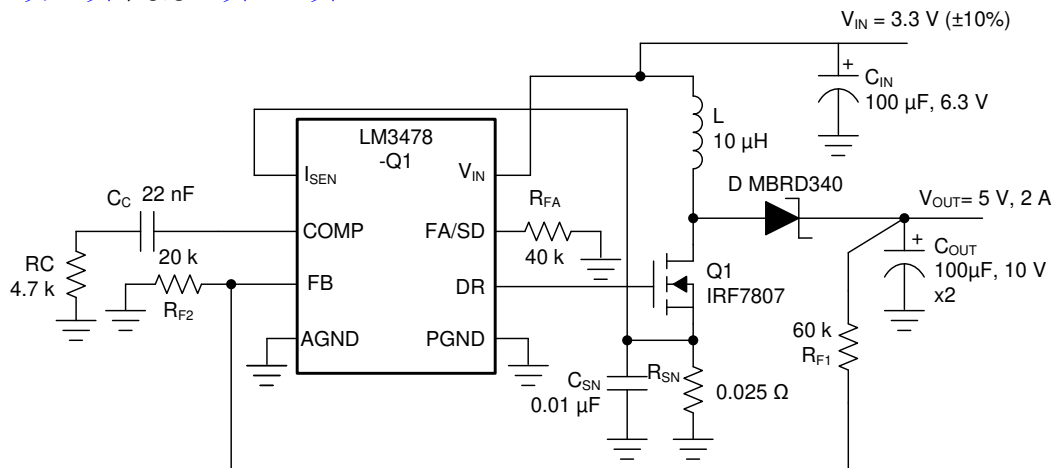 V_IN = 3.3 V (±10%)
C_IN
100 µF, 6.3 V
L
10 µH
LM3478
-Q1
I_SEN
V_IN
COMP
FA/SD
FB
DR
AGND
PGND
C_C 22 nF
RC
4.7 k
20 k
R_F2
R_FA
40 k
D MBRD340
V_OUT= 5 V, 2 A
C_OUT
100µF, 10 V
x2
Q1
IRF7807
60 k
R_F1
C_SN
0.01 µF
R_SN
0.025 Ω